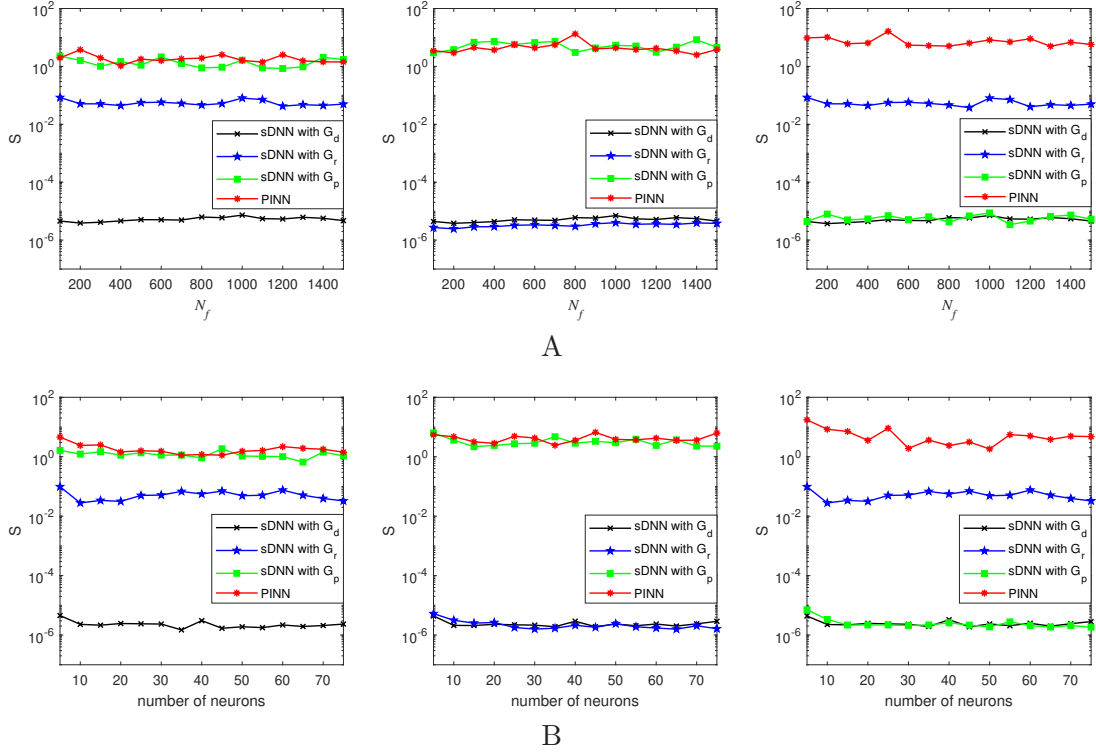 10^2
10^0
10^-2
10^-4
10^-6
S
sDNN with G_d
sDNN with G_r
sDNN with G_p
PINN
200 400 600 800 1000 1200 1400
N_f
10^2
10^0
10^-2
10^-4
10^-6
S
sDNN with G_d
sDNN with G_r
sDNN with G_p
PINN
200 400 600 800 1000 1200 1400
N_f
10^2
10^0
10^-2
10^-4
10^-6
S
sDNN with G_d
sDNN with G_r
sDNN with G_p
PINN
200 400 600 800 1000 1200 1400
N_f
A
10^2
10^0
10^-2
10^-4
10^-6
S
sDNN with G_d
sDNN with G_r
sDNN with G_p
PINN
10 20 30 40 50 60 70
number of neurons
10^2
10^0
10^-2
10^-4
10^-6
S
sDNN with G_d
sDNN with G_r
sDNN with G_p
PINN
10 20 30 40 50 60 70
number of neurons
10^2
10^0
10^-2
10^-4
10^-6
S
sDNN with G_d
sDNN with G_r
sDNN with G_p
PINN
10 20 30 40 50 60 70
number of neurons
B